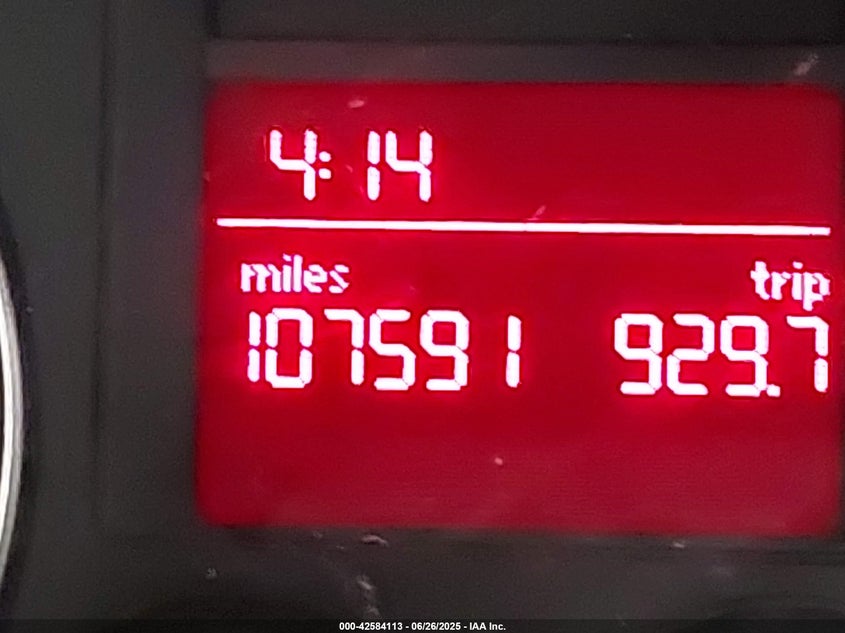 4:14
miles trip
107591 929.7
000-42584113 - 06/26/2025 - IAA Inc.